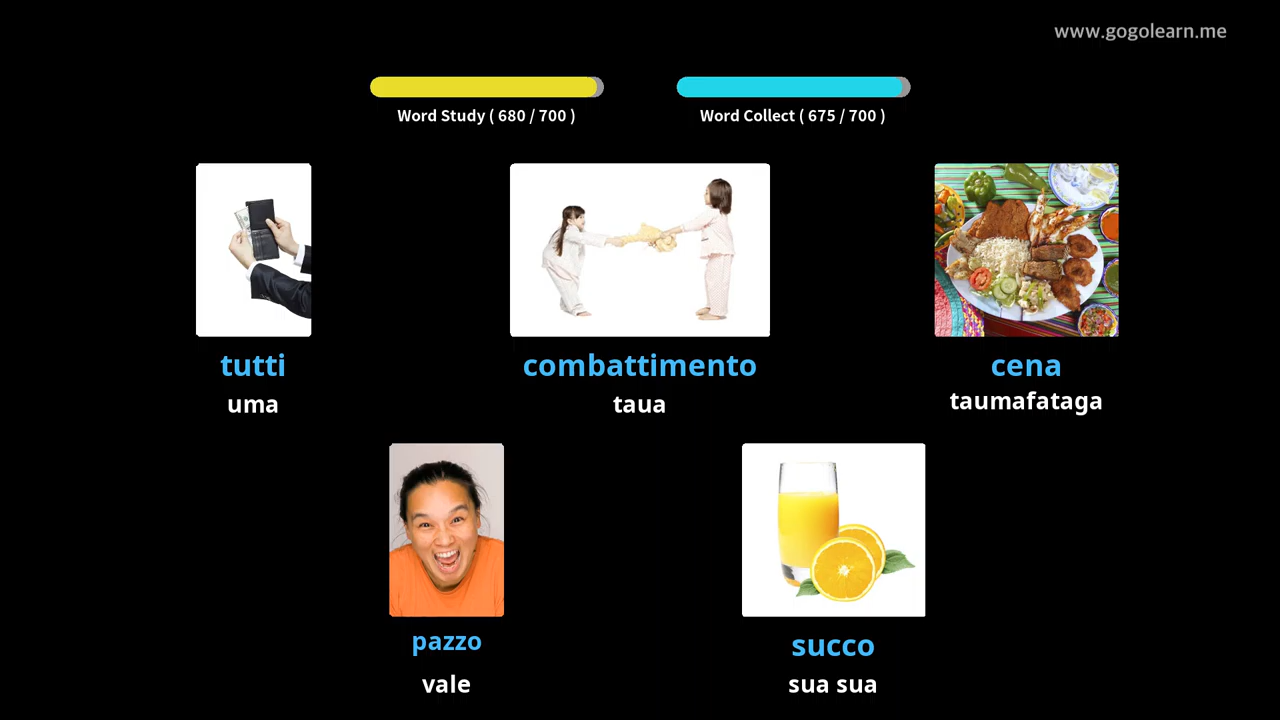 www.gogolearn.me
Word Study ( 680 / 700 )
Word Collect ( 675 / 700 )
tutti
uma
combattimento
taua
cena
taumafataga
pazzo
vale
succo
sua sua